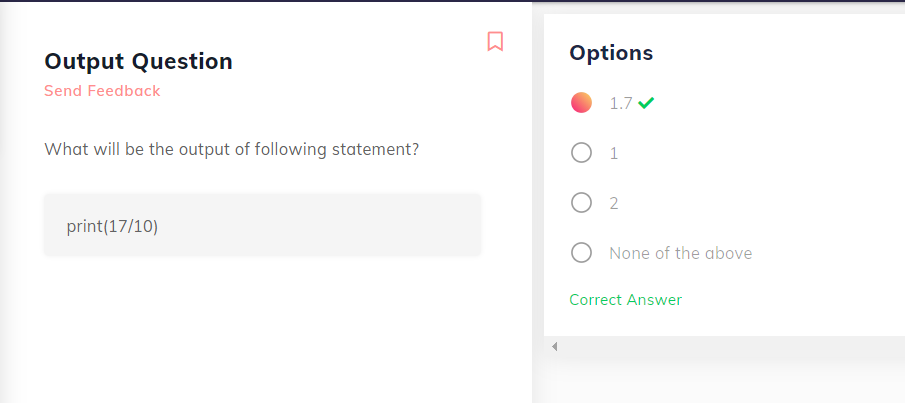 Output Question
Send Feedback
What will be the output of following statement?
print(17/10)
Options
1.7
1
2
None of the above
Correct Answer